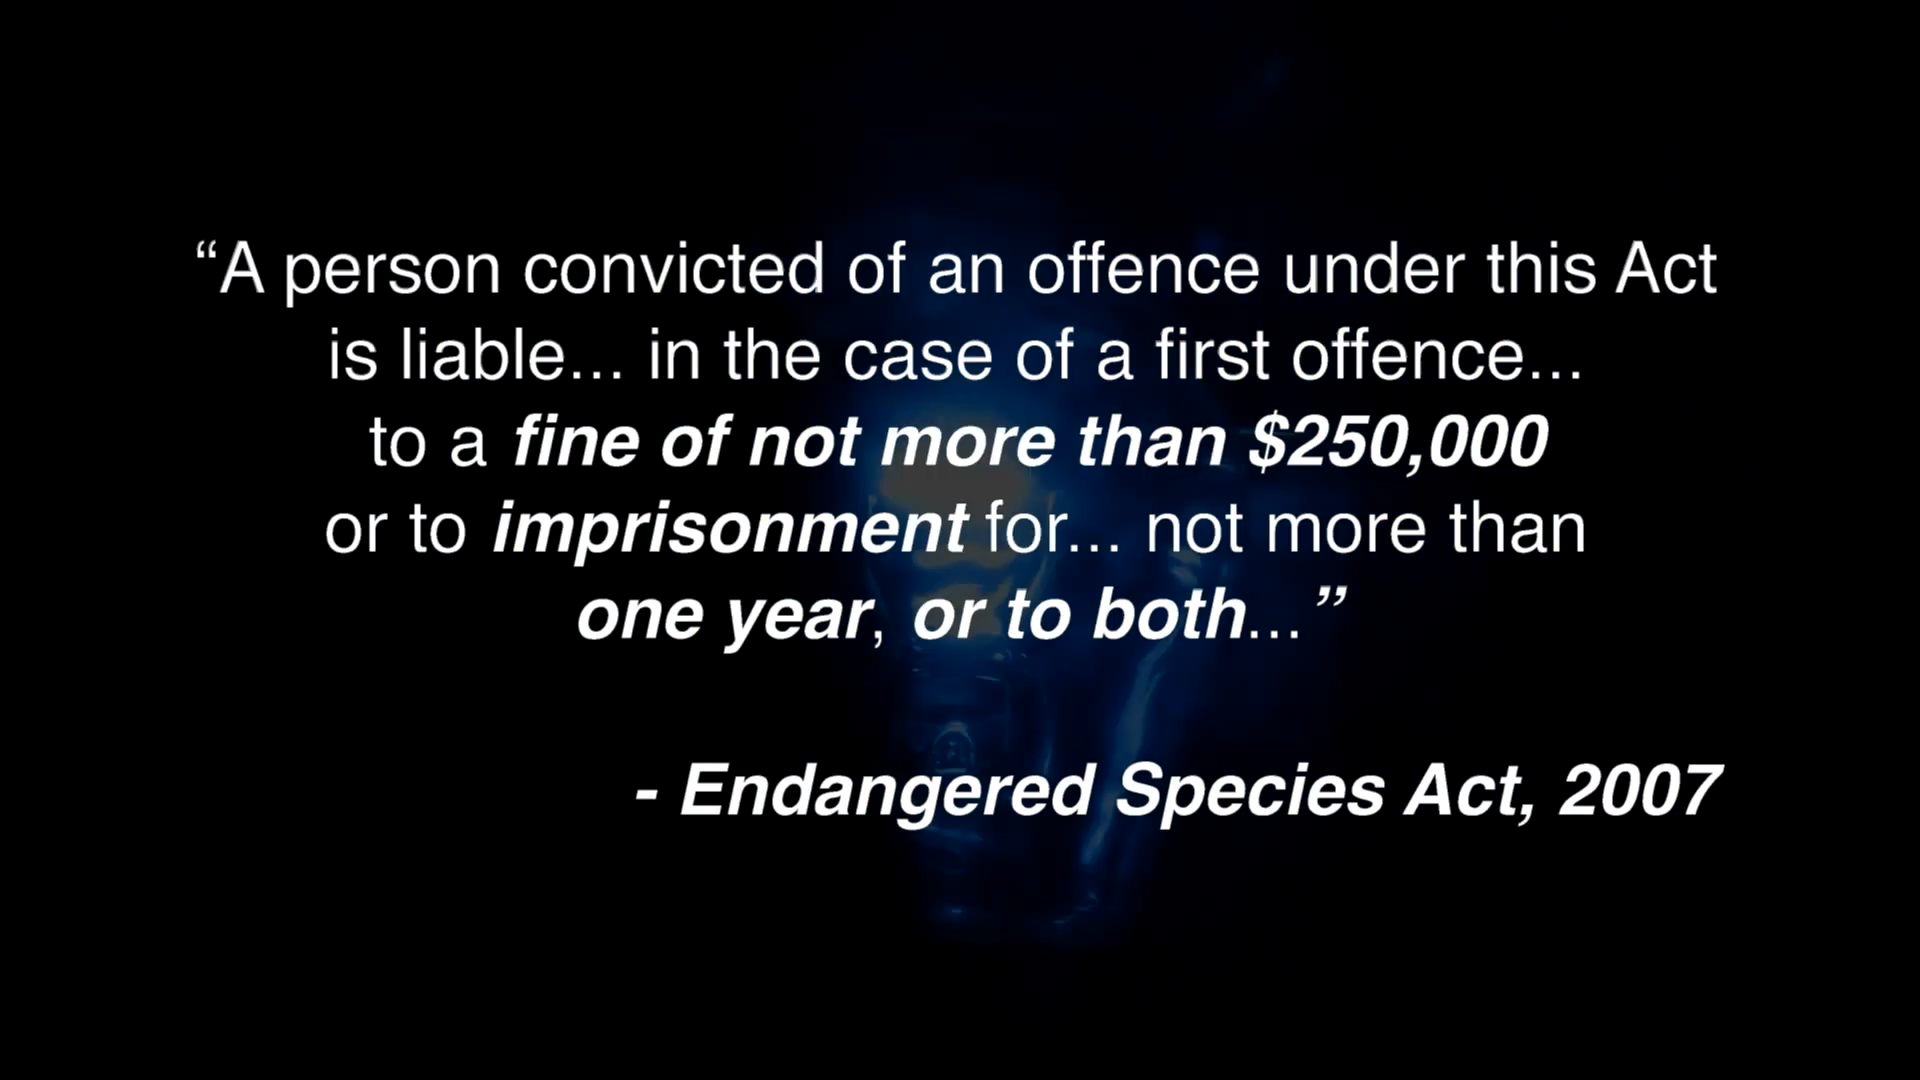 “A person convicted of an offence under this Act
is liable... in the case of a first offence...
to a fine of not more than $250,000
or to imprisonment for... not more than
one year, or to both...”
- Endangered Species Act, 2007